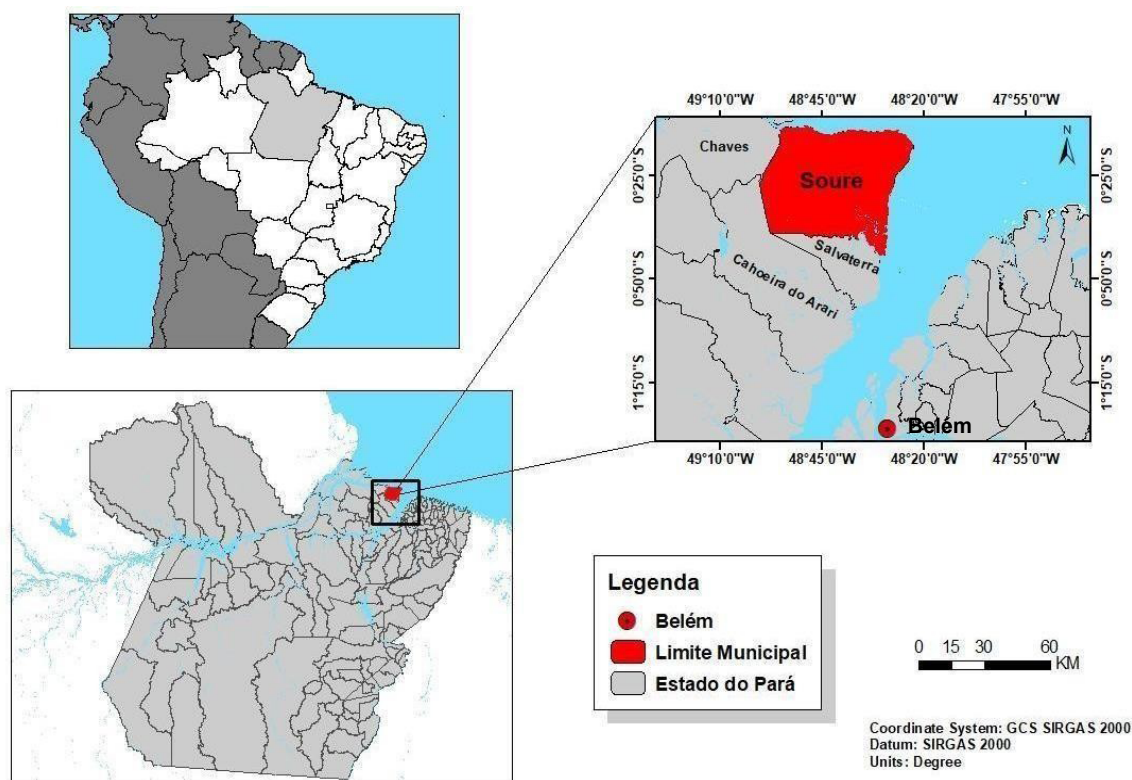 49°10'0"W 48°45'0"W 48°20'0"W 47°55'0"W
N
Chaves
Soure
Salvaterra
Cahoeira do Arari
Belém
0°25'0"S 0°25'0"S
0°50'0"S 0°50'0"S
1°15'0"S 1°15'0"S
49°10'0"W 48°45'0"W 48°20'0"W 47°55'0"W
Legenda
Belém
Limite Municipal
Estado do Pará
0 15 30 60
KM
Coordinate System: GCS SIRGAS 2000
Datum: SIRGAS 2000
Units: Degree